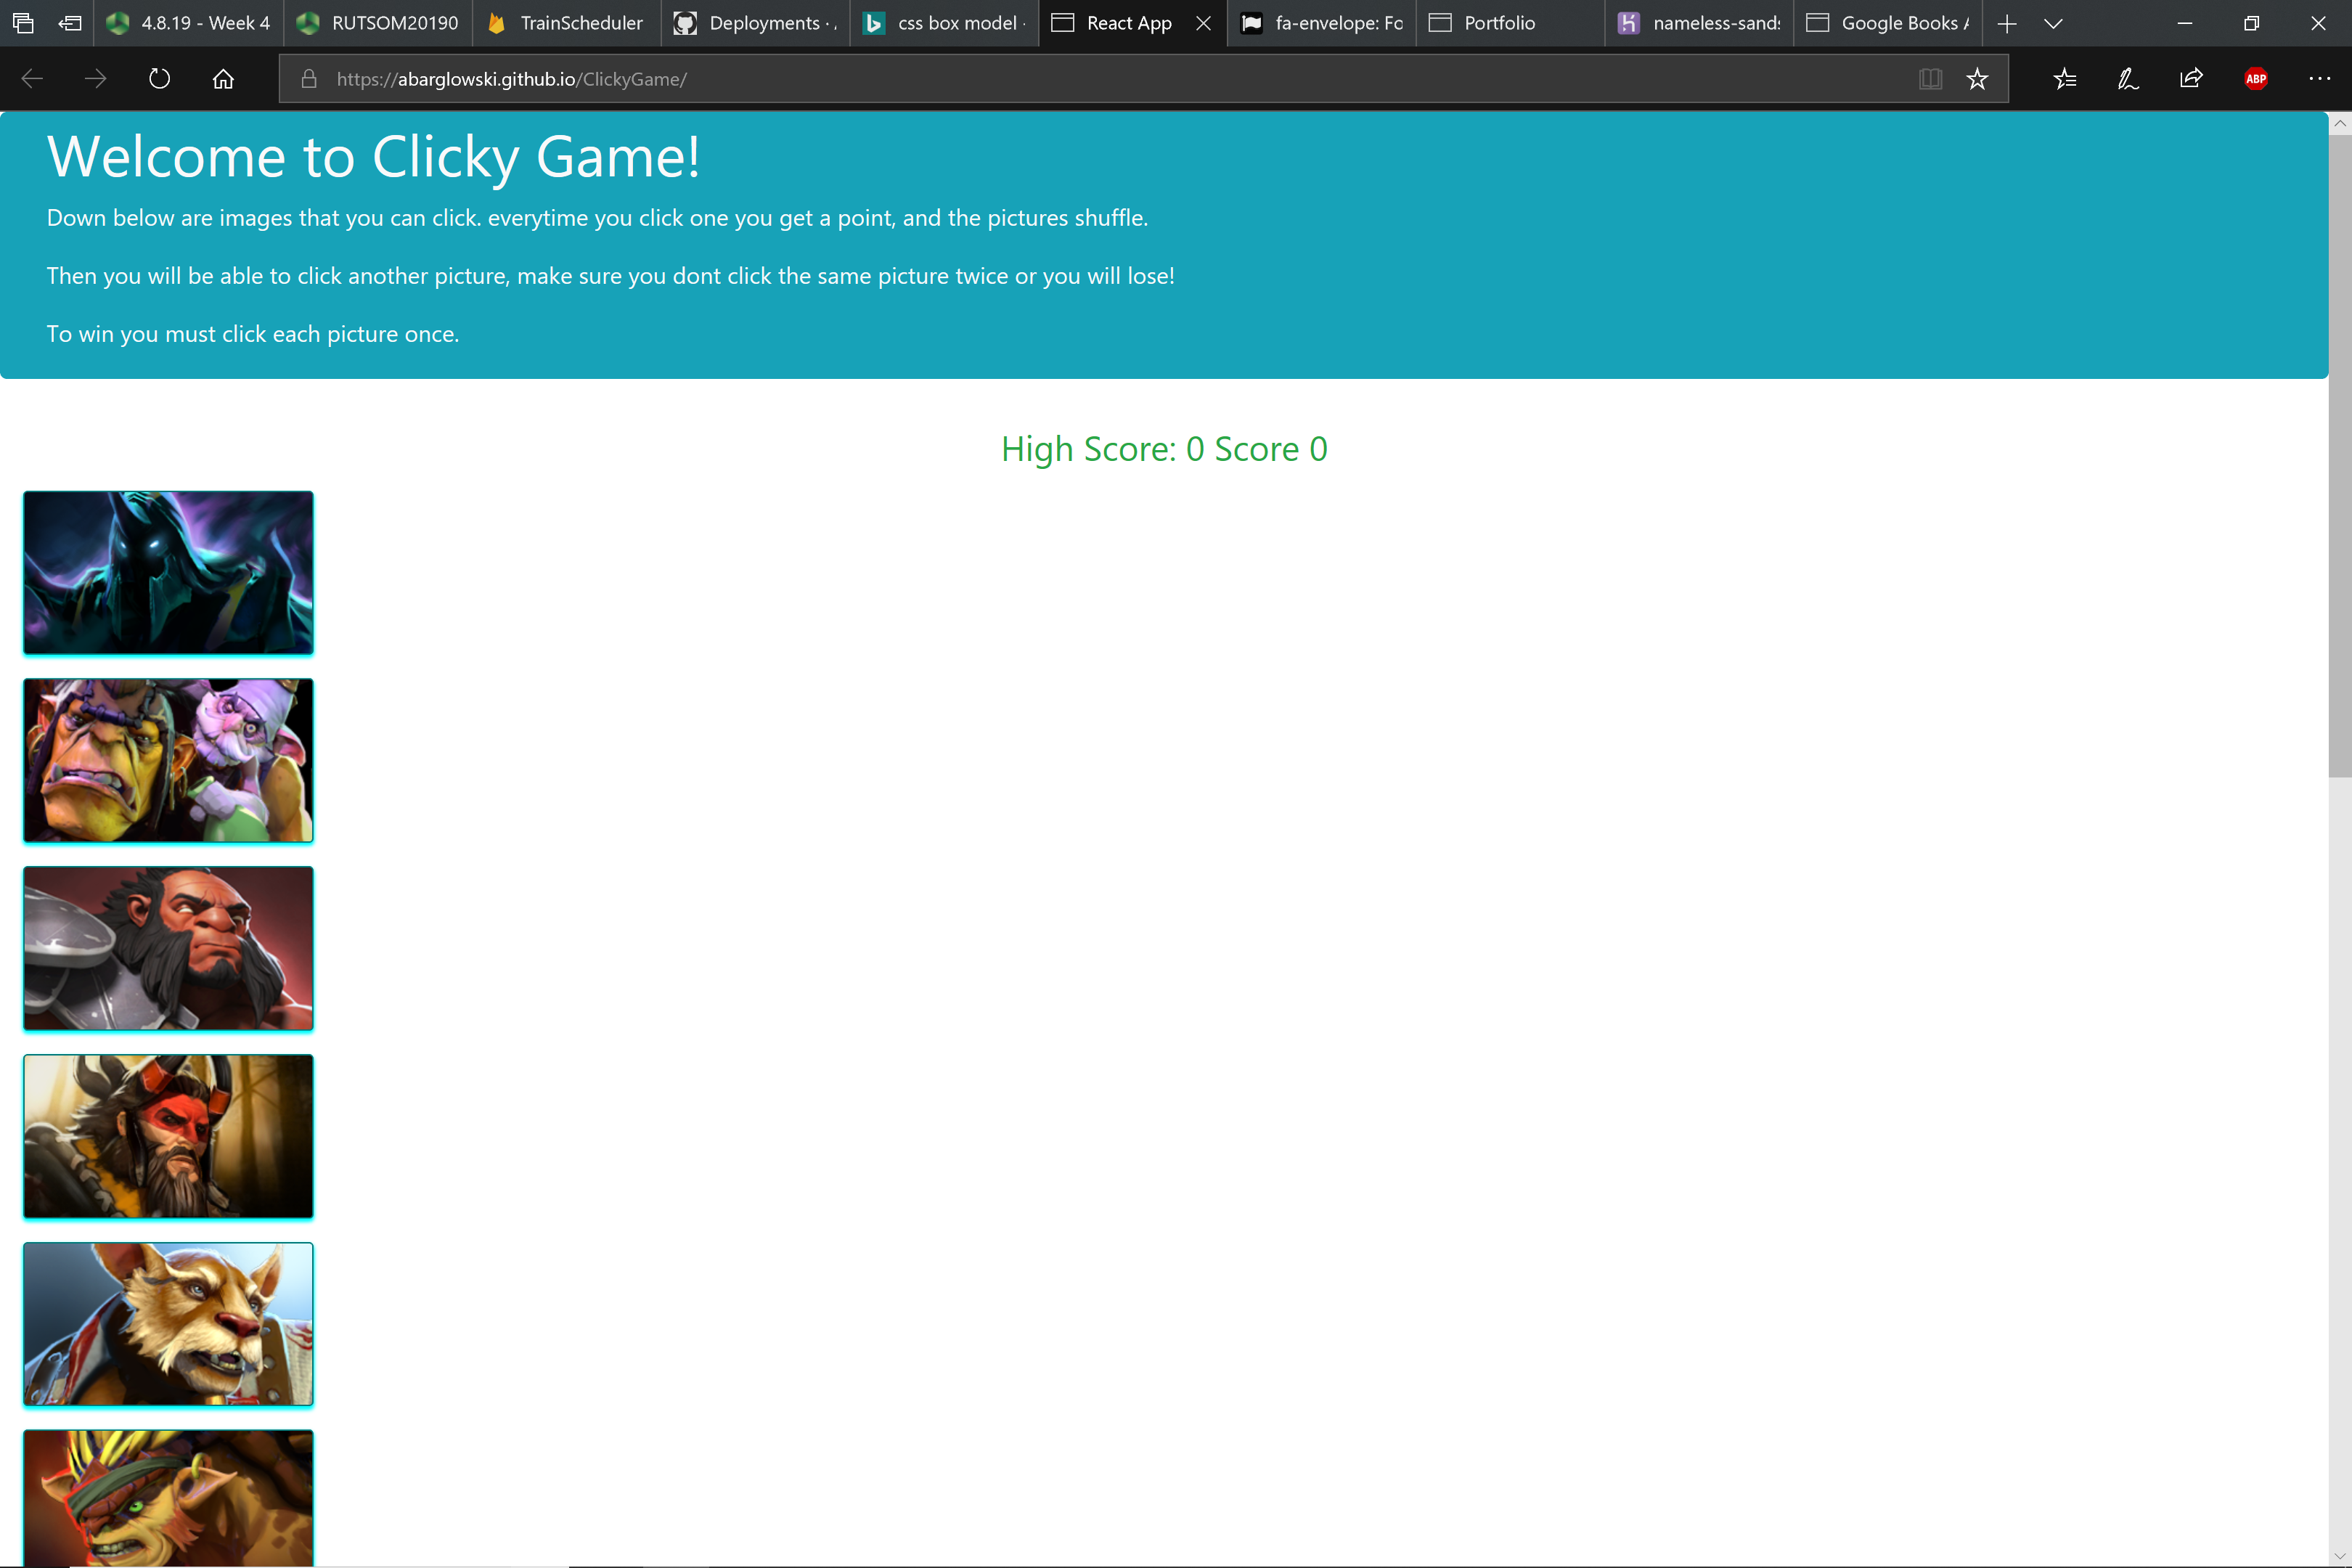 4.8.19 - Week 4
RUTSOM20190
TrainScheduler
Deployments ·
css box model
React App
fa-envelope: Fo
Portfolio
nameless-sand
Google Books
https://abarglowski.github.io/ClickyGame/
ABP
Welcome to Clicky Game!
Down below are images that you can click. everytime you click one you get a point, and the pictures shuffle.
Then you will be able to click another picture, make sure you dont click the same picture twice or you will lose!
To win you must click each picture once.
High Score: 0 Score 0